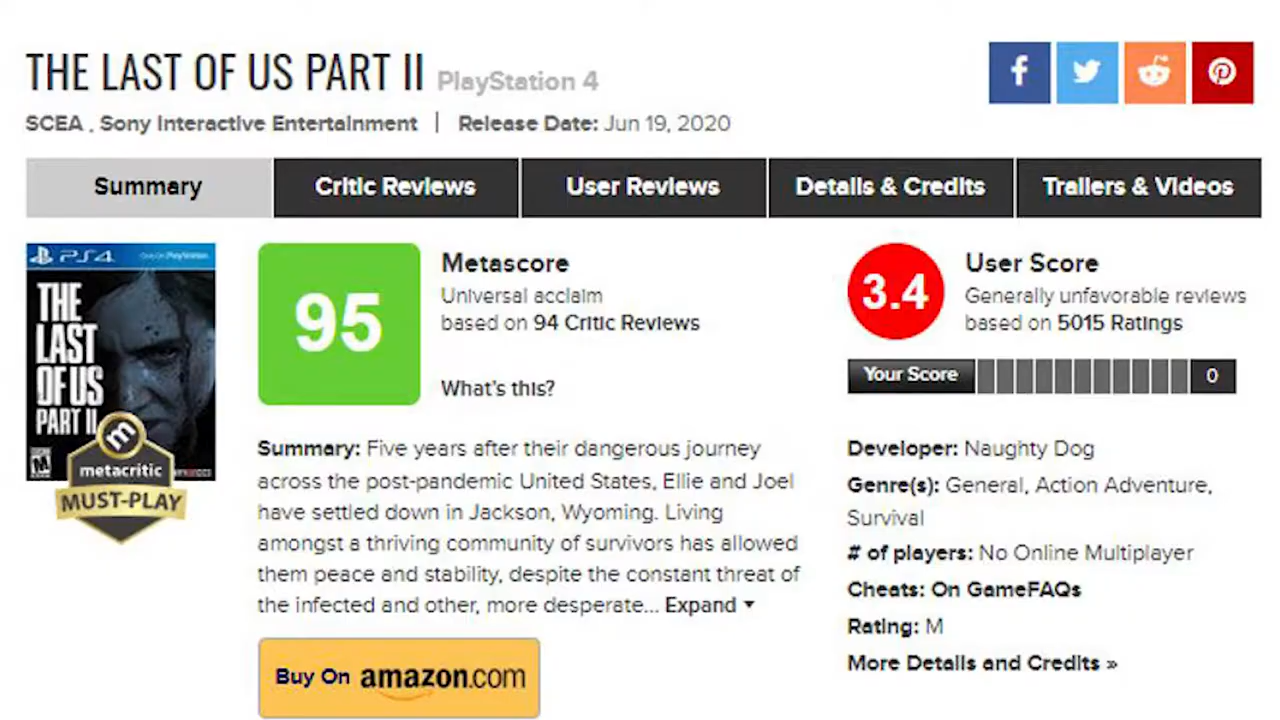 THE LAST OF US PART II PlayStation 4
SCEA , Sony Interactive Entertainment | Release Date: Jun 19, 2020
Summary
Critic Reviews
User Reviews
Details & Credits
Trailers & Videos
PS4
Only On PlayStation
THE
LAST
OF US
PART II
M
metacritic
MUST-PLAY
95
Metascore
Universal acclaim
based on 94 Critic Reviews
What's this?
Summary: Five years after their dangerous journey
across the post-pandemic United States, Ellie and Joel
have settled down in Jackson, Wyoming. Living
amongst a thriving community of survivors has allowed
them peace and stability, despite the constant threat of
the infected and other, more desperate... Expand
Buy On amazon.com
3.4
User Score
Generally unfavorable reviews
based on 5015 Ratings
Your Score 0
Developer: Naughty Dog
Genre(s): General, Action Adventure,
Survival
# of players: No Online Multiplayer
Cheats: On GameFAQs
Rating: M
More Details and Credits »